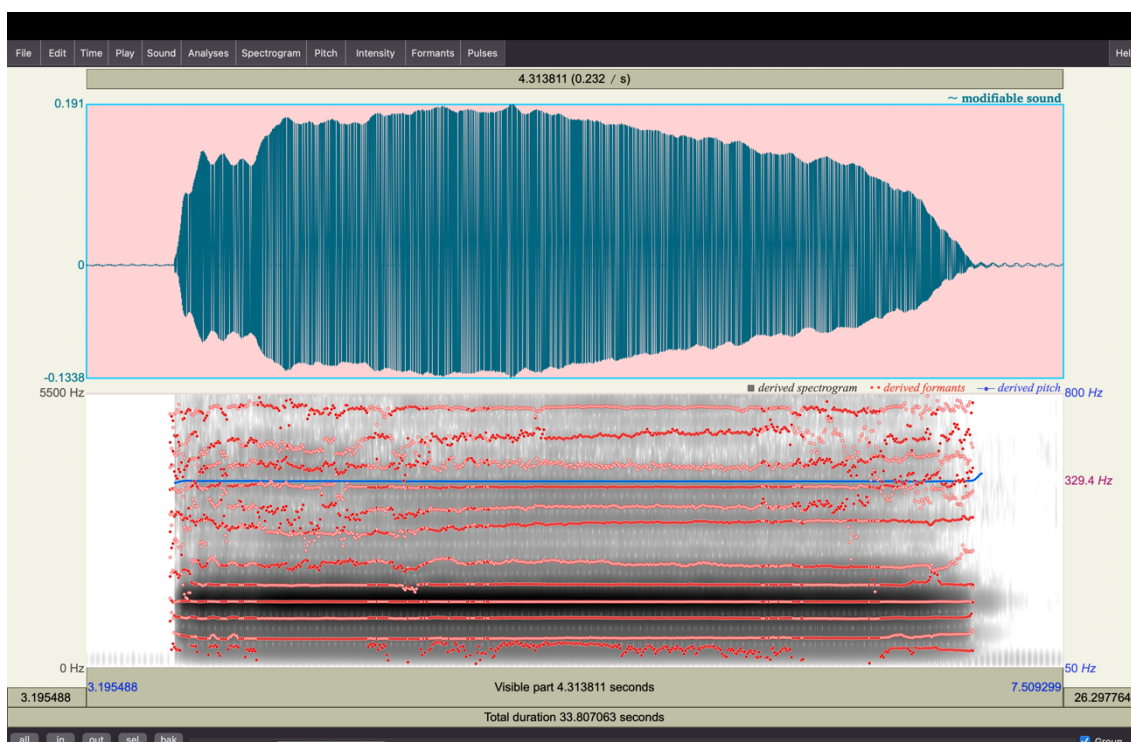 File Edit Time Play Sound Analyses Spectrogram Pitch Intensity Formants Pulses Hel
4.313811 (0.232 / s)
0.191
~ modifiable sound
0
-0.1338
5500 Hz
derived spectrogram derived formants derived pitch
800 Hz
329.4 Hz
0 Hz
50 Hz
3.195488
Visible part 4.313811 seconds
7.509299
3.195488
26.297764
Total duration 33.807063 seconds
all in out sel bak
Group